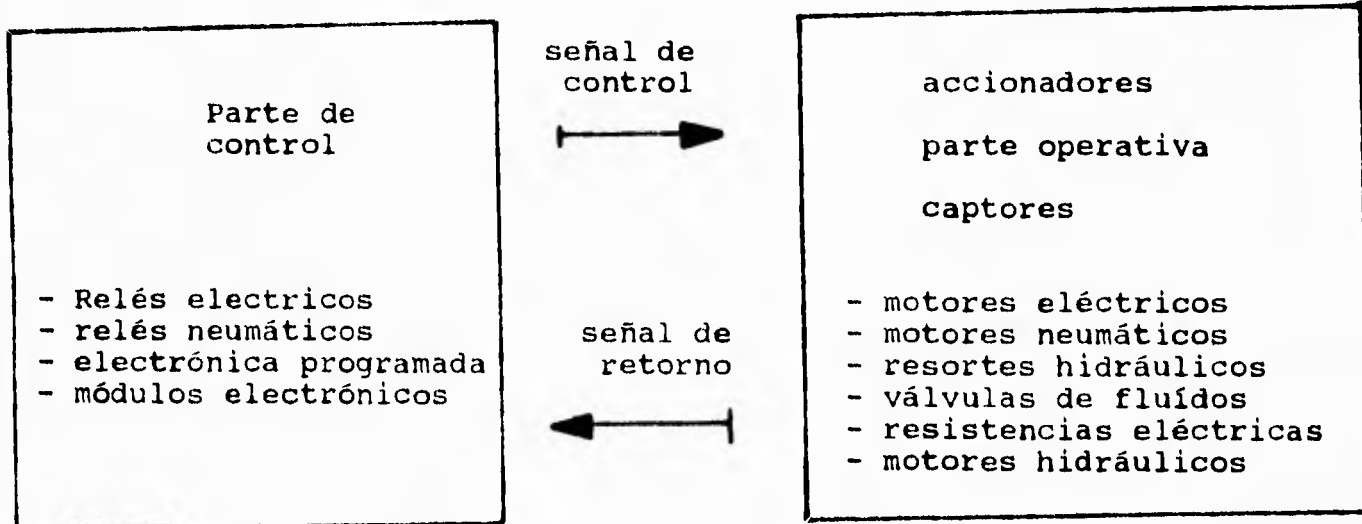 Parte de
control
- Relés electricos
- relés neumáticos
- electrónica programada
- módulos electrónicos
señal de
control
señal de
retorno
accionadores
parte operativa
captores
- motores eléctricos
- motores neumáticos
- resortes hidráulicos
- válvulas de fluídos
- resistencias eléctricas
- motores hidráulicos